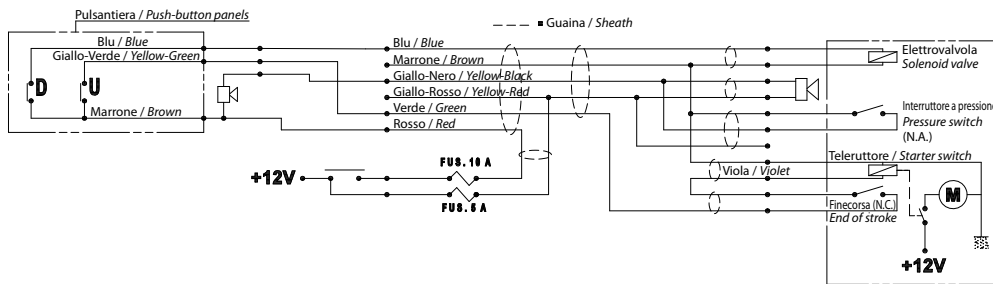 Pulsantiera / Push-button panels
Guaina / Sheath
Blu / Blue
Giallo-Verde / Yellow-Green
D
U
Marrone / Brown
Blu / Blue
Marrone / Brown
Giallo-Nero / Yellow-Black
Giallo-Rosso / Yellow-Red
Verde / Green
Rosso / Red
Elettrovalvola
Solenoid valve
Interruttore a pressione
Pressure switch
(N.A.)
Teleruttore / Starter switch
Viola / Violet
FUS. 10 A
+12V
FUS. 5 A
Finecorsa (N.C.)
End of stroke
M
+12V